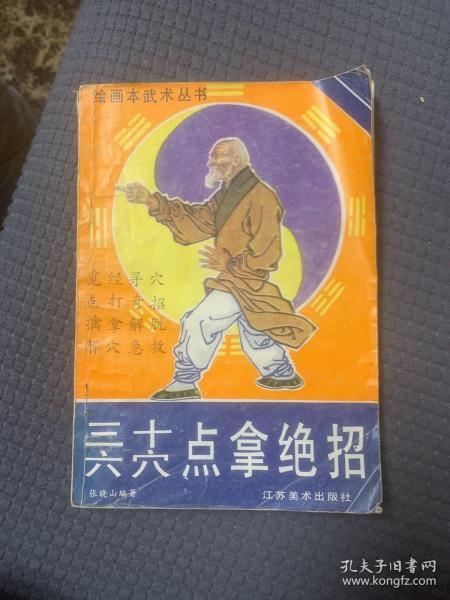 绘画本武术丛书
觅经寻穴
点打奇招
擒拿解脱
解穴急救
三十六穴点拿绝招
张晓山编著
江苏美术出版社
孔夫子旧书网
www.kongfz.com